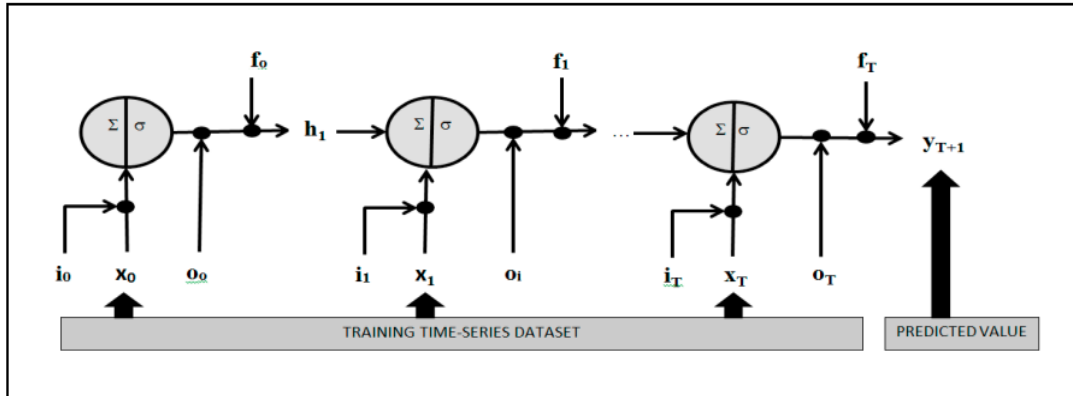 f₀ f₁ f_T
Σ σ h₁ Σ σ ... Σ σ y_T+1
i₀ x₀ o₀ i₁ x₁ oᵢ i_T x_T o_T
TRAINING TIME-SERIES DATASET PREDICTED VALUE